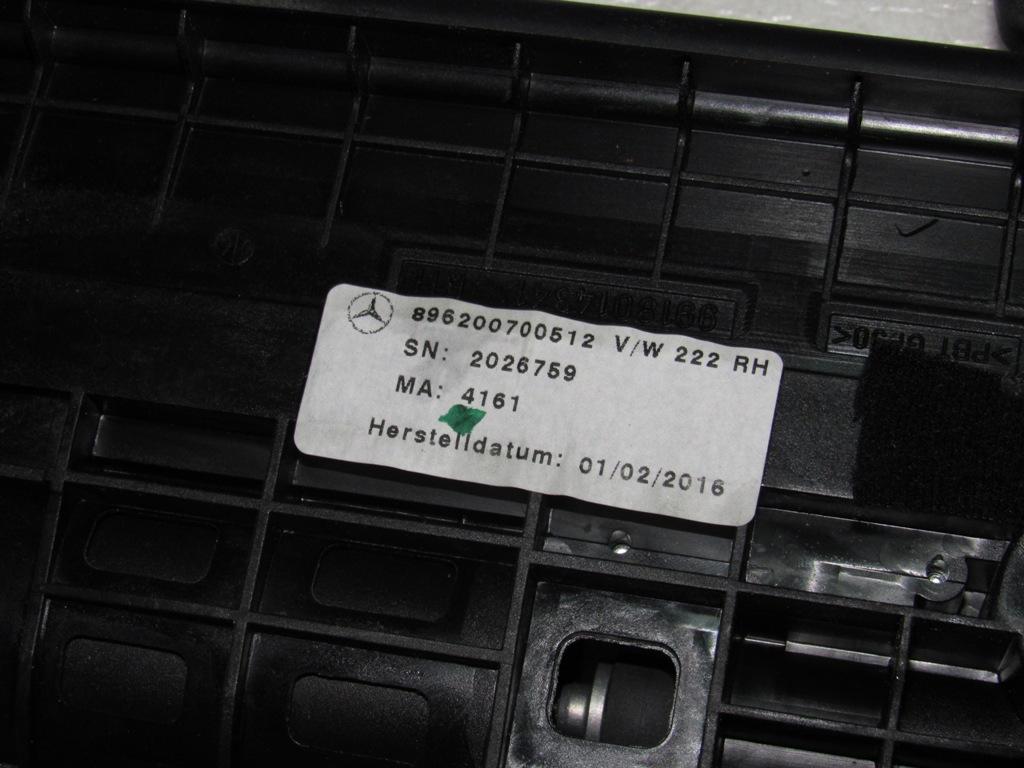 896200700512 V/W 222 RH
SN: 2026759
MA: 4161
Herstelldatum: 01/02/2016